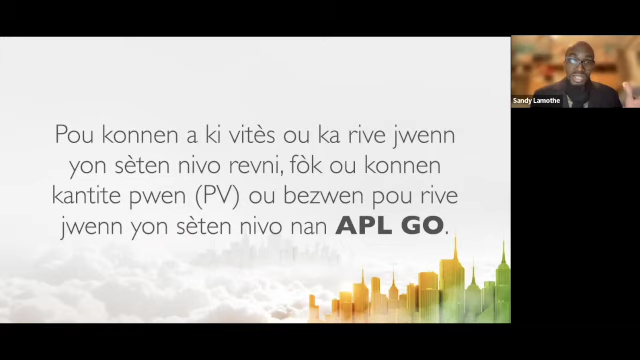 Pou konnen a ki vitès ou ka rive jwenn
yon sèten nivo revni, fòk ou konnen
kantite pwen (PV) ou bezwen pou rive
jwenn yon sèten nivo nan APL GO.
Sandy Lamothe